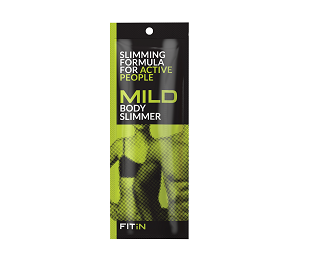 SLIMMING
FORMULA
FOR ACTIVE
PEOPLE
MILD
BODY
SLIMMER
FITiN